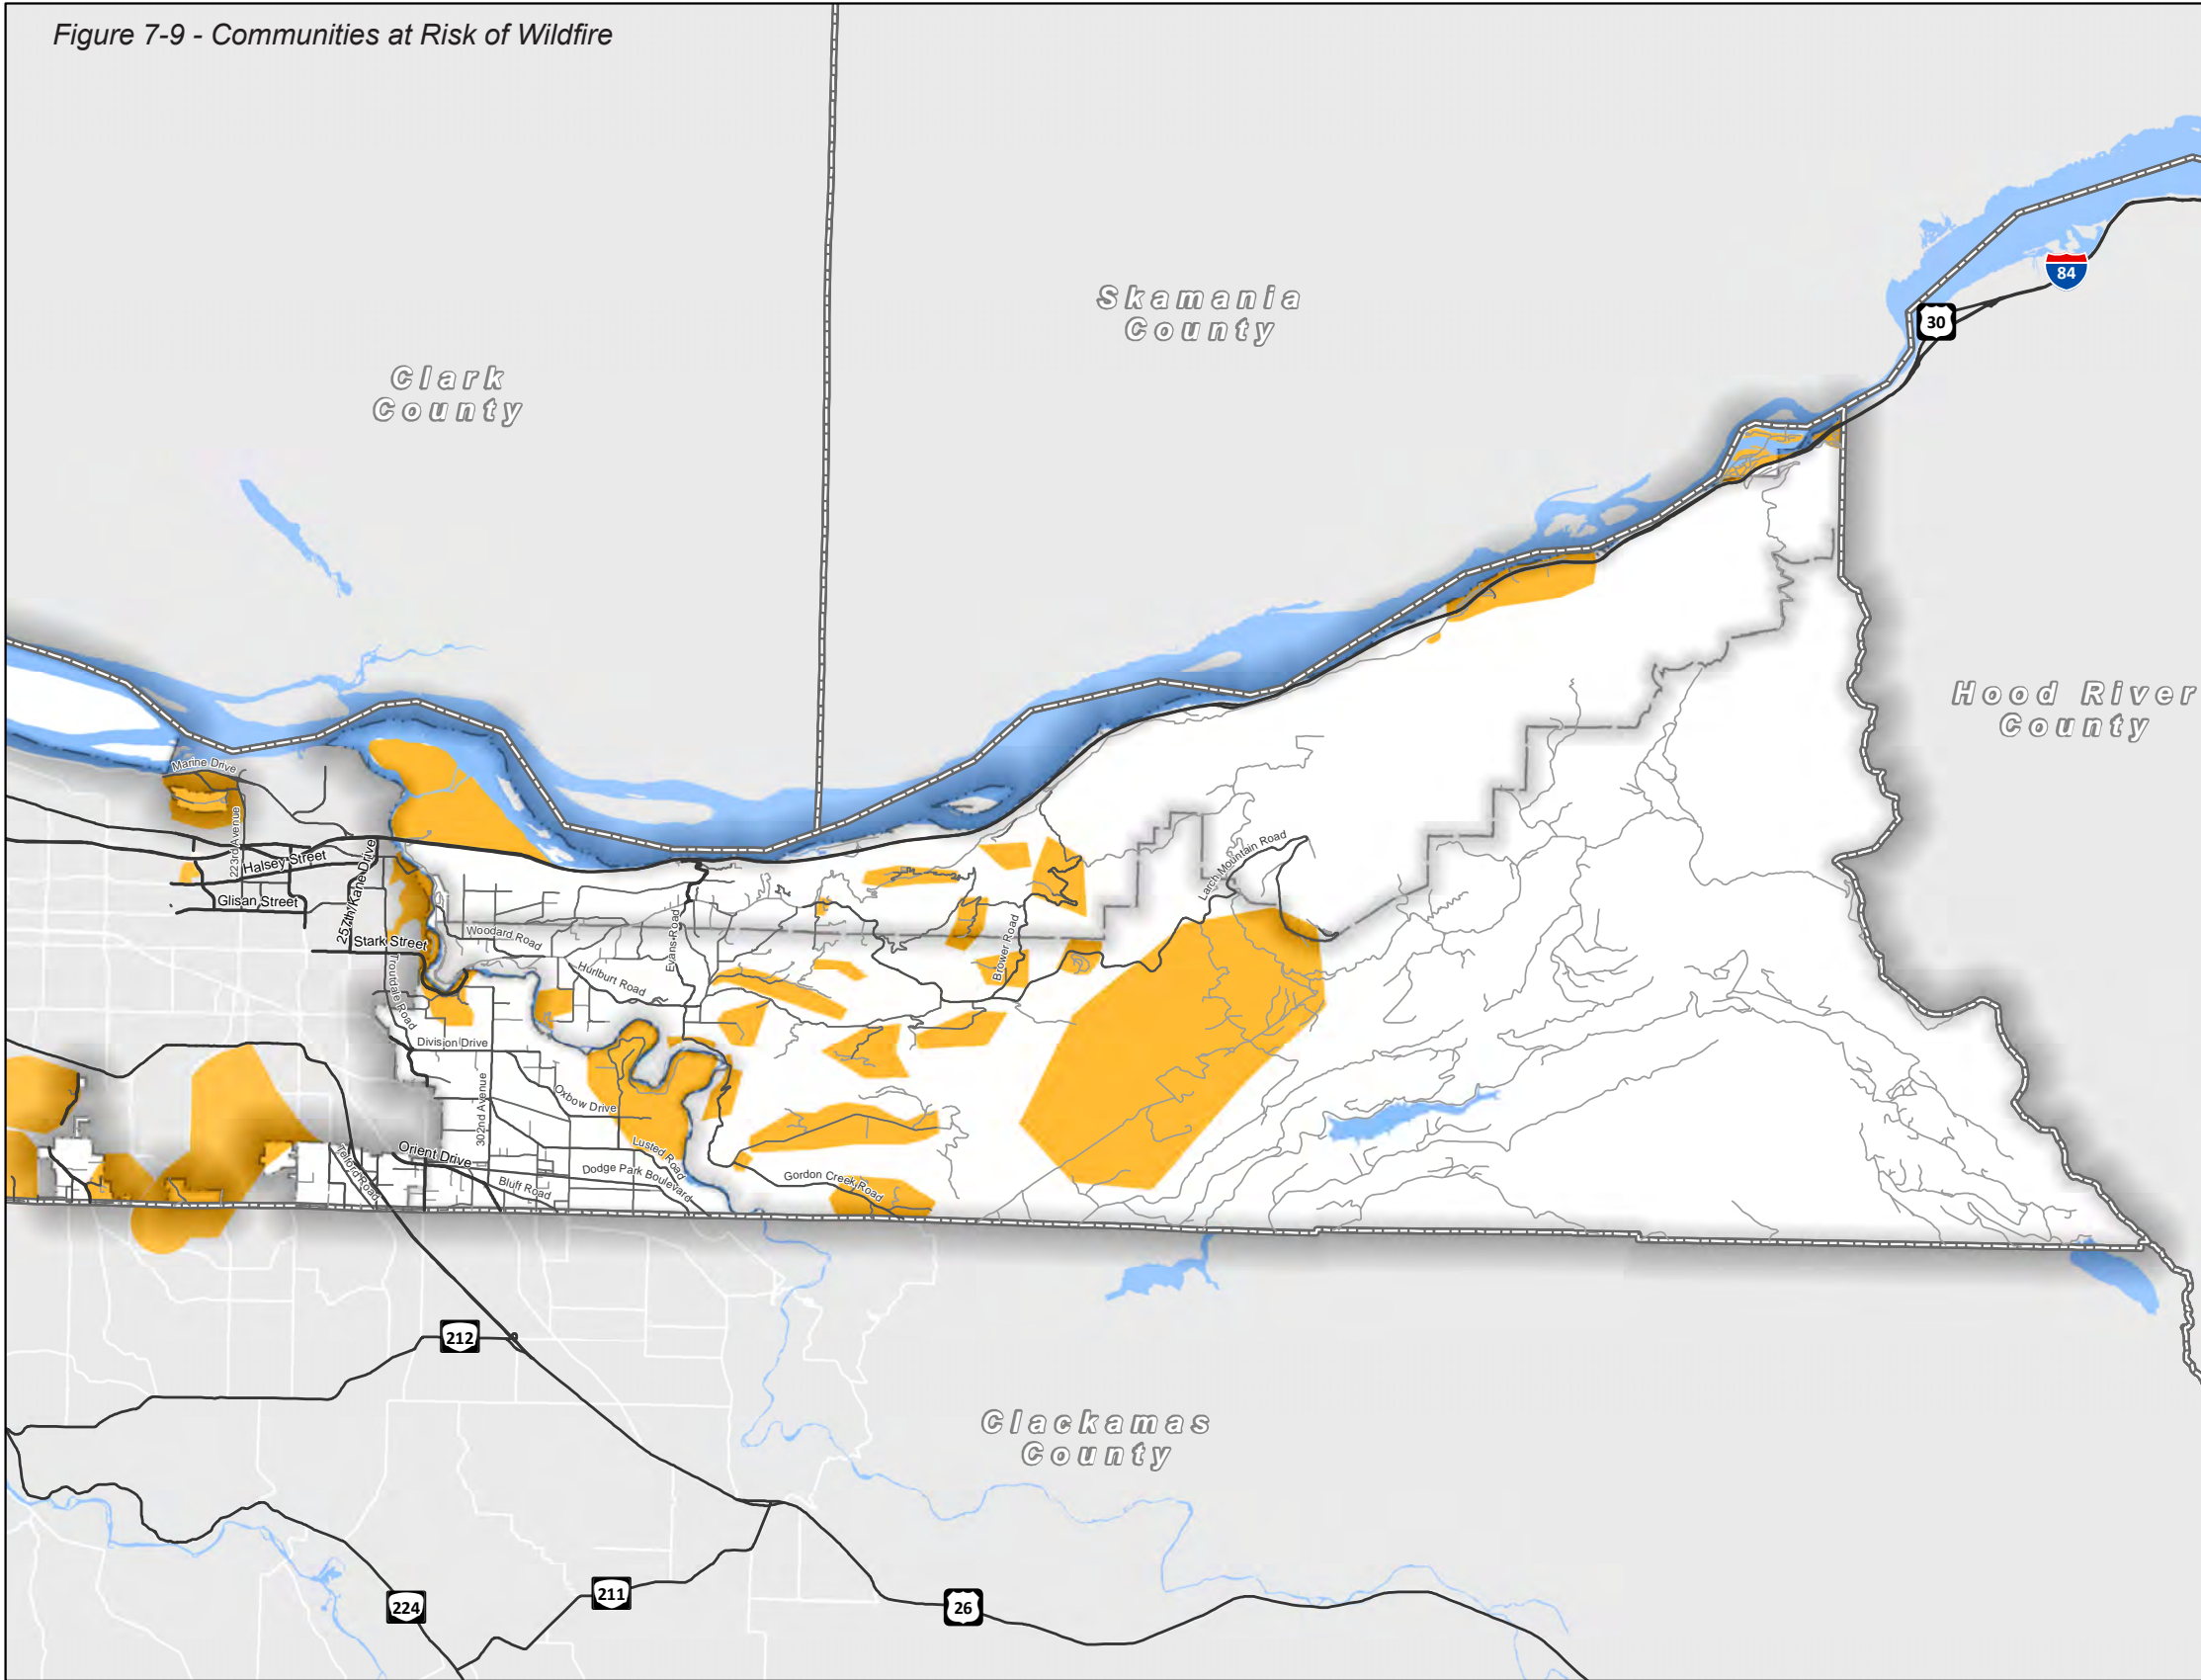 Figure 7-9 - Communities at Risk of Wildfire
84
Skamania
County
30
Clark
County
Hood River
County
Marine Drive
223rd Avenue
Halsey Street
257th/Kane Drive
Glisan Street
Larch Mountain Road
Stark Street
Woodard Road
Evans Road
Brower Road
Hurlburt Road
Troutdale Road
Division Drive
302nd Avenue
Oxbow Drive
Orient Drive
Telford Road
Lusted Road
Dodge Park Boulevard
Bluff Road
Gordon Creek Road
212
Clackamas
County
211
224
26